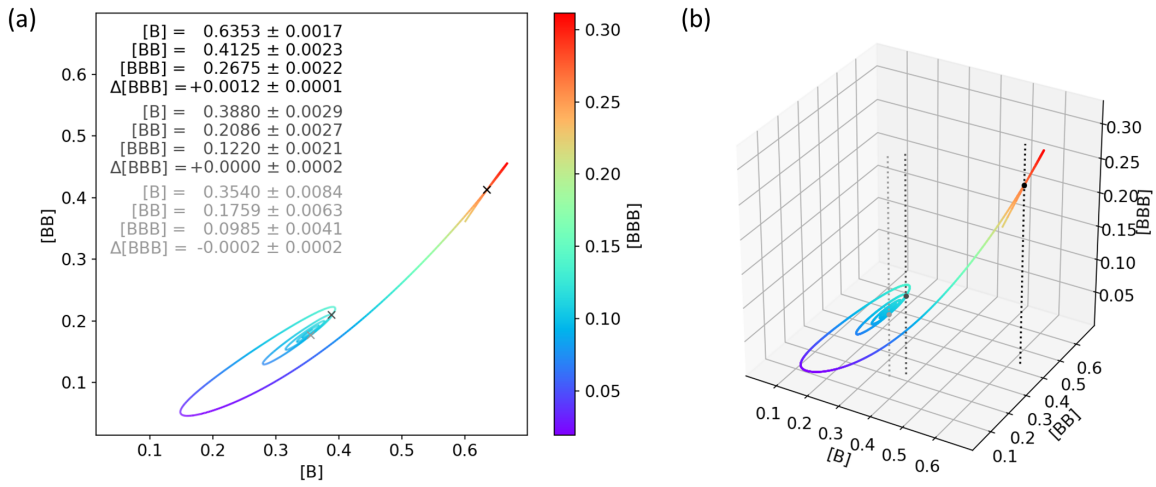 (a)
[B] = 0.6353 ± 0.0017
[BB] = 0.4125 ± 0.0023
[BBB] = 0.2675 ± 0.0022
Δ[BBB] = +0.0012 ± 0.0001
[B] = 0.3880 ± 0.0029
[BB] = 0.2086 ± 0.0027
[BBB] = 0.1220 ± 0.0021
Δ[BBB] = +0.0000 ± 0.0002
[B] = 0.3540 ± 0.0084
[BB] = 0.1759 ± 0.0063
[BBB] = 0.0985 ± 0.0041
Δ[BBB] = -0.0002 ± 0.0002
0.6
0.5
0.4
0.3
0.2
0.1
[BB]
0.1 0.2 0.3 0.4 0.5 0.6
[B]
0.30
0.25
0.20
0.15
0.10
0.05
[BBB]
(b)
0.30
0.25
0.20
0.15
0.10
0.05
[BBB]
0.6
0.5
0.4
0.3
0.2
0.1
[BB]
0.1 0.2 0.3 0.4 0.5 0.6
[B]